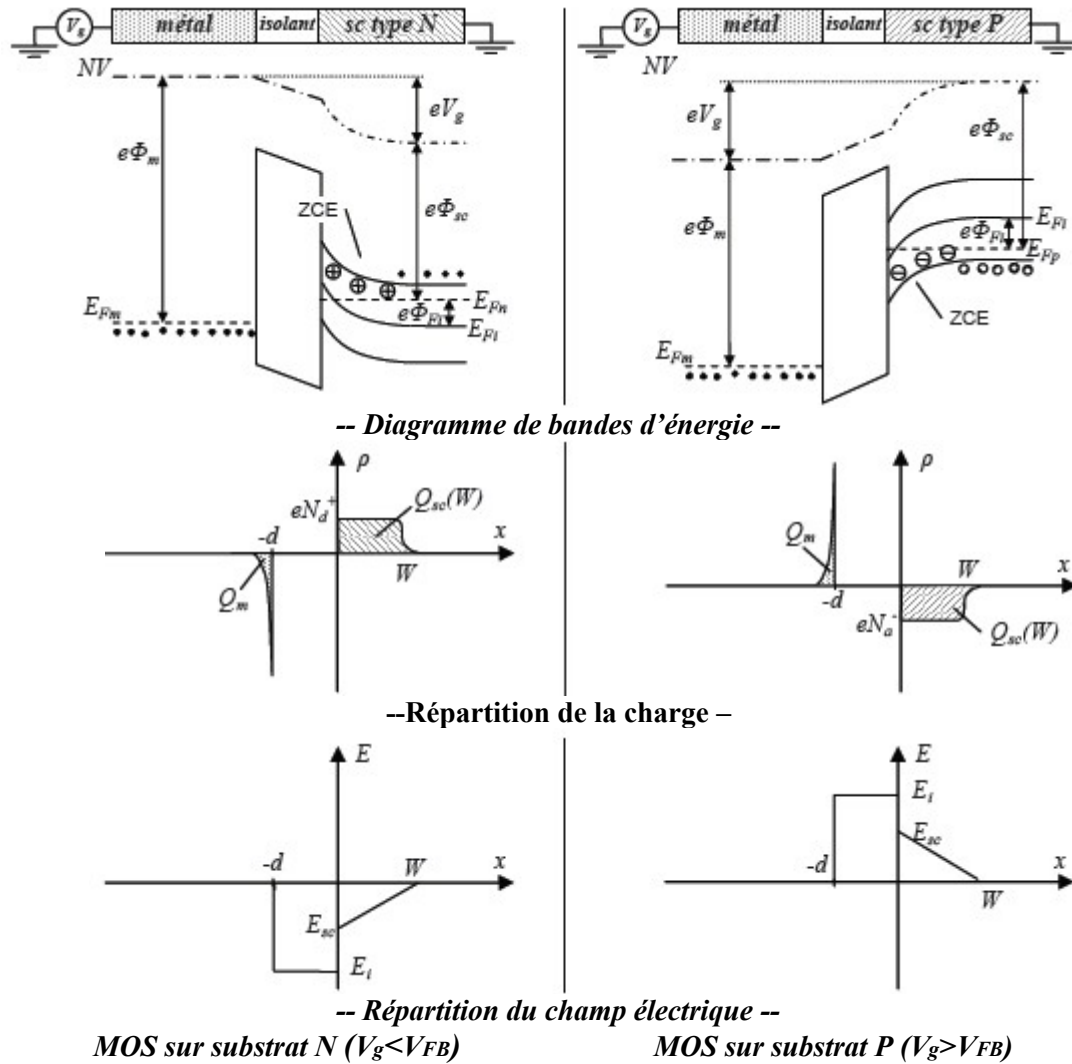 V_g métal isolant sc type N
NV
eV_g
eΦ_m
eΦ_sc
ZCE
E_Fm
E_Fn
eΦ_Fi
E_Fi
V_g métal isolant sc type P
NV
eV_g
eΦ_sc
eΦ_m
E_Fi
eΦ_Fi
E_Fp
ZCE
E_Fm
-- Diagramme de bandes d’énergie --
ρ
eN_d^+
Q_sc(W)
-d
x
W
Q_m
ρ
Q_m
W
x
-d
eN_a^-
Q_sc(W)
--Répartition de la charge –
E
-d
W
x
E_sc
E_i
E
E_i
E_sc
x
-d
W
-- Répartition du champ électrique --
MOS sur substrat N (V_g<V_FB) MOS sur substrat P (V_g>V_FB)